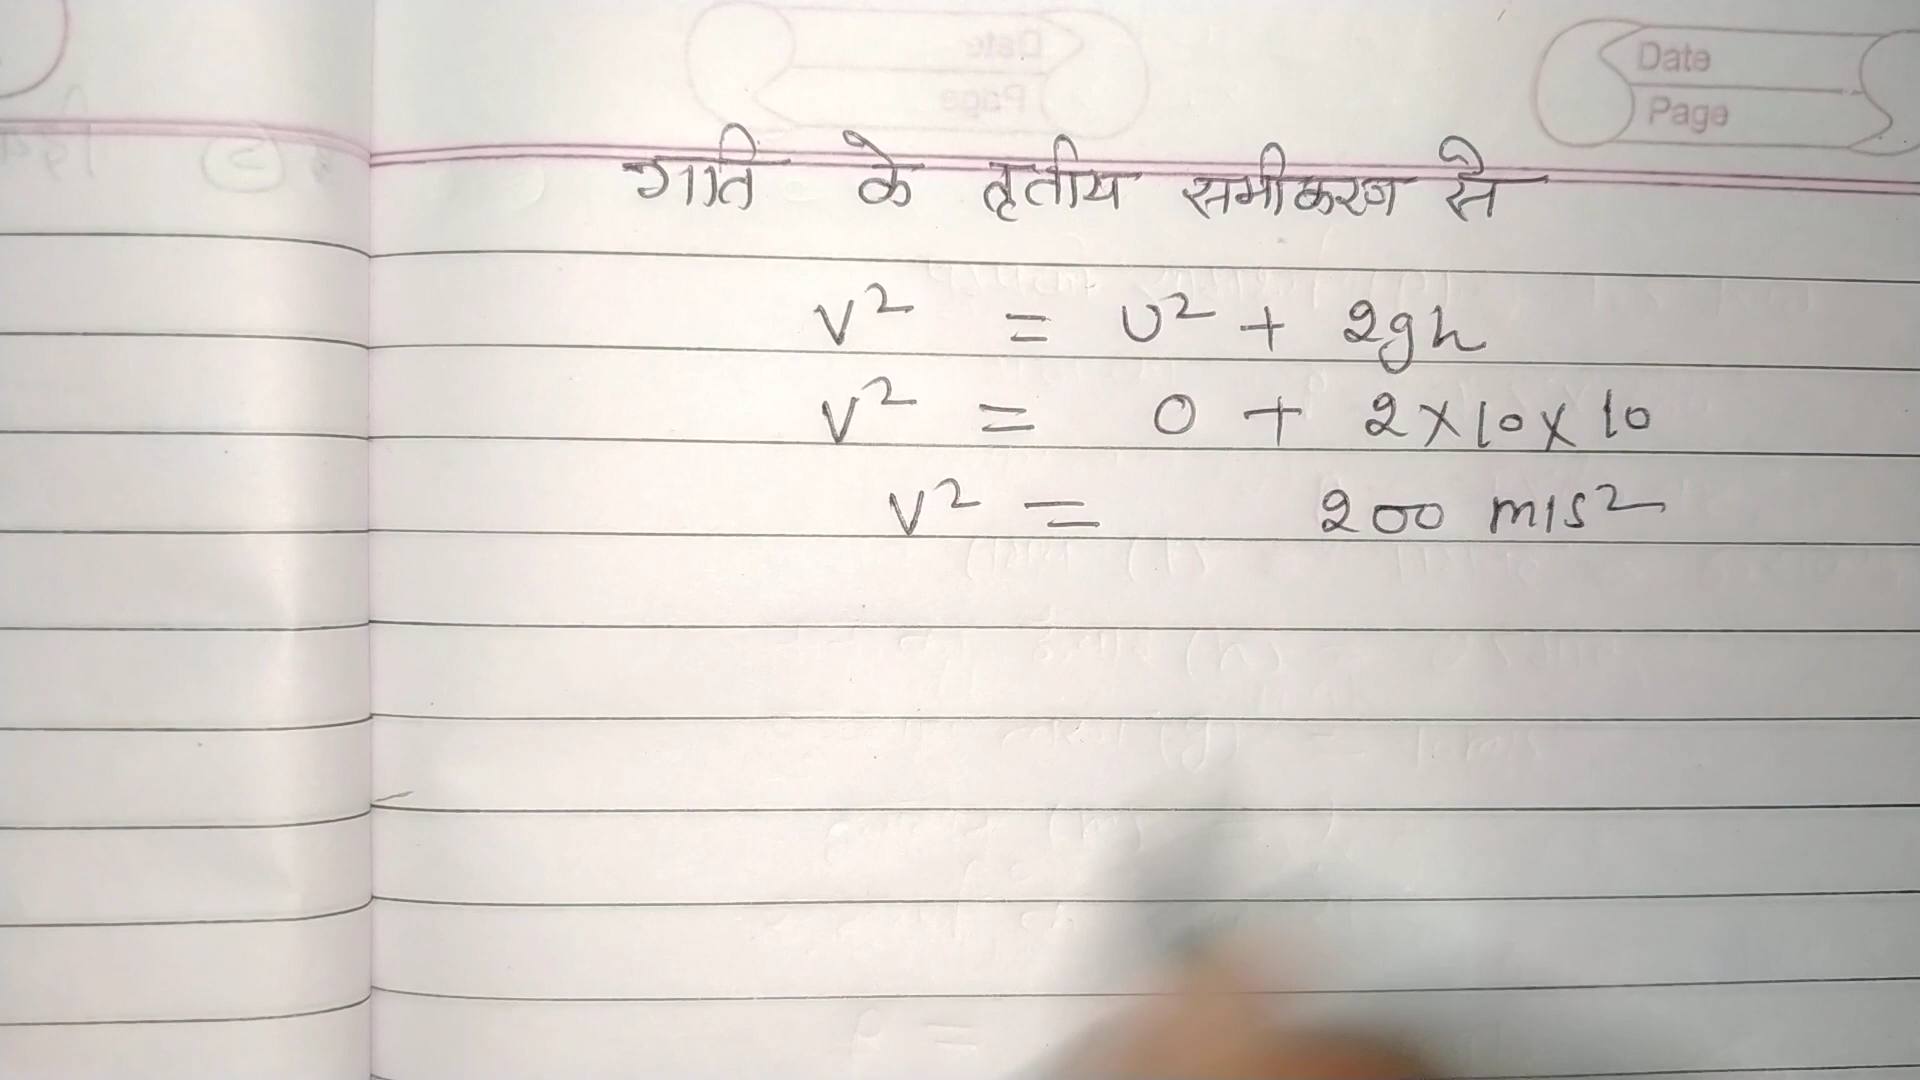 Date
Page
गति के तृतीय समीकरण से
v² = u² + 2gh
v² = 0 + 2×10×10
v² = 200 m/s²